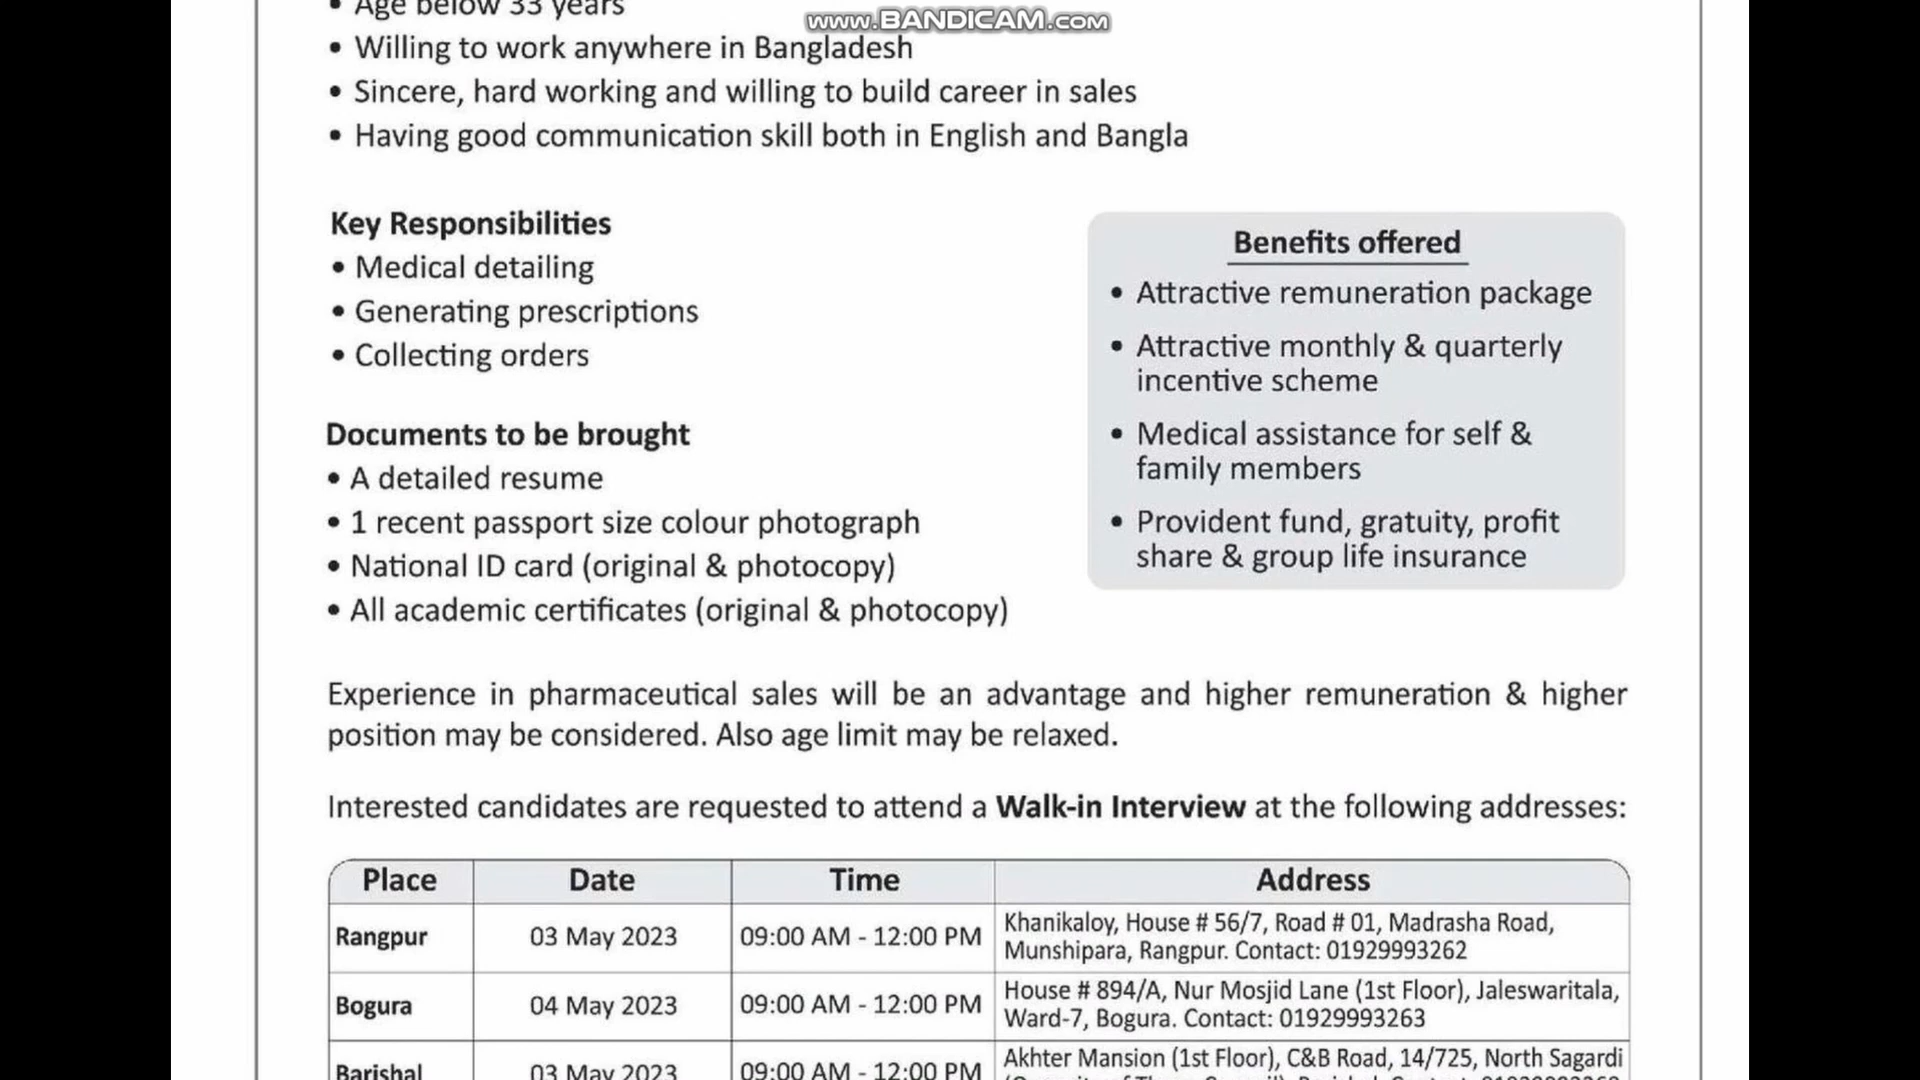 www.BANDICAM.com
• Age below 33 years
• Willing to work anywhere in Bangladesh
• Sincere, hard working and willing to build career in sales
• Having good communication skill both in English and Bangla
Key Responsibilities
• Medical detailing
• Generating prescriptions
• Collecting orders
Documents to be brought
• A detailed resume
• 1 recent passport size colour photograph
• National ID card (original & photocopy)
• All academic certificates (original & photocopy)
Benefits offered
• Attractive remuneration package
• Attractive monthly & quarterly
incentive scheme
• Medical assistance for self &
family members
• Provident fund, gratuity, profit
share & group life insurance
Experience in pharmaceutical sales will be an advantage and higher remuneration & higher
position may be considered. Also age limit may be relaxed.
Interested candidates are requested to attend a Walk-in Interview at the following addresses:
Place Date Time Address
Rangpur 03 May 2023 09:00 AM - 12:00 PM Khanikaloy, House # 56/7, Road # 01, Madrasha Road,
Munshipara, Rangpur. Contact: 01929993262
Bogura 04 May 2023 09:00 AM - 12:00 PM House # 894/A, Nur Mosjid Lane (1st Floor), Jaleswaritala,
Ward-7, Bogura. Contact: 01929993263
Barishal 03 May 2023 09:00 AM - 12:00 PM Akhter Mansion (1st Floor), C&B Road, 14/725, North Sagardi